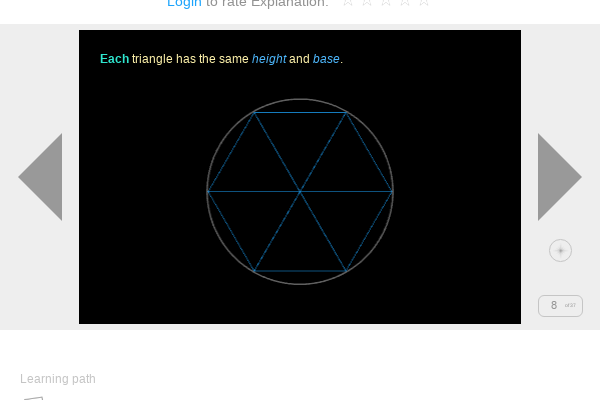 Login to rate Explanation: ☆ ☆ ☆ ☆ ☆
Each triangle has the same height and base.
8 of 37
Learning path